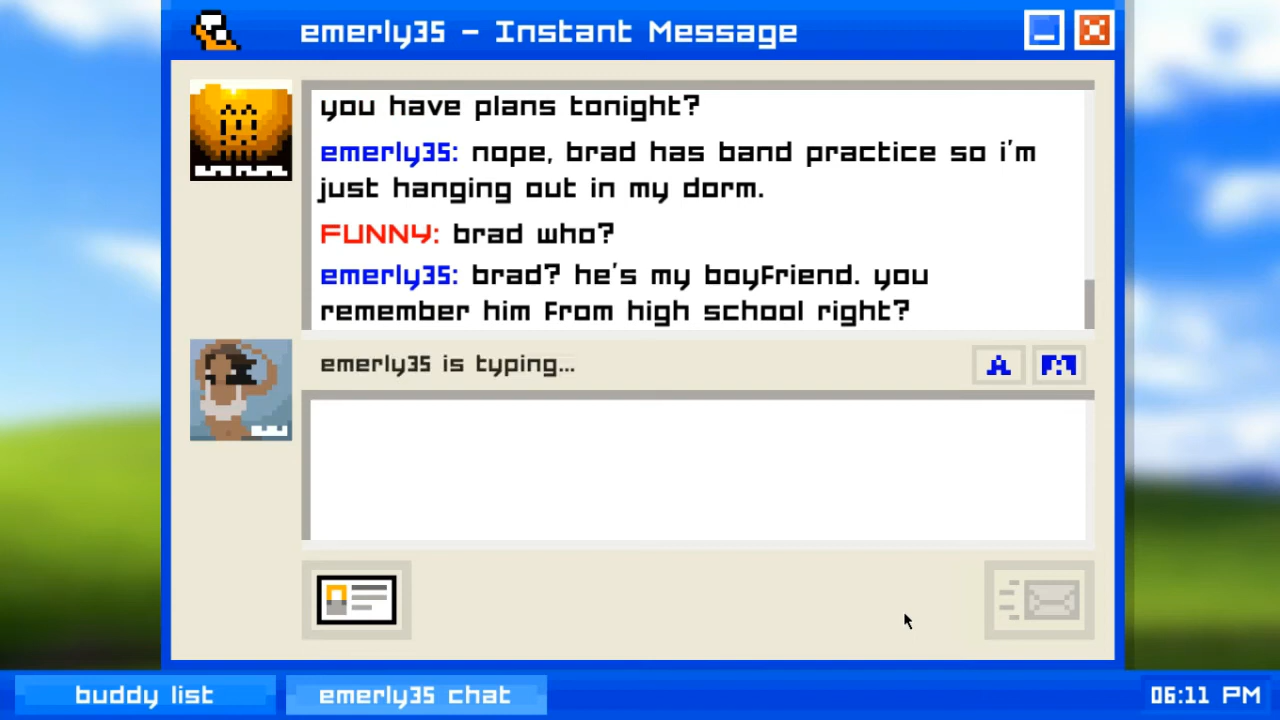 emerly35 - Instant Message
you have plans tonight?
emerly35: nope, brad has band practice so i'm
just hanging out in my dorm.
FUNNY: brad who?
emerly35: brad? he's my boyfriend. you
remember him from high school right?
emerly35 is typing...
A
buddy list
emerly35 chat
06:11 PM